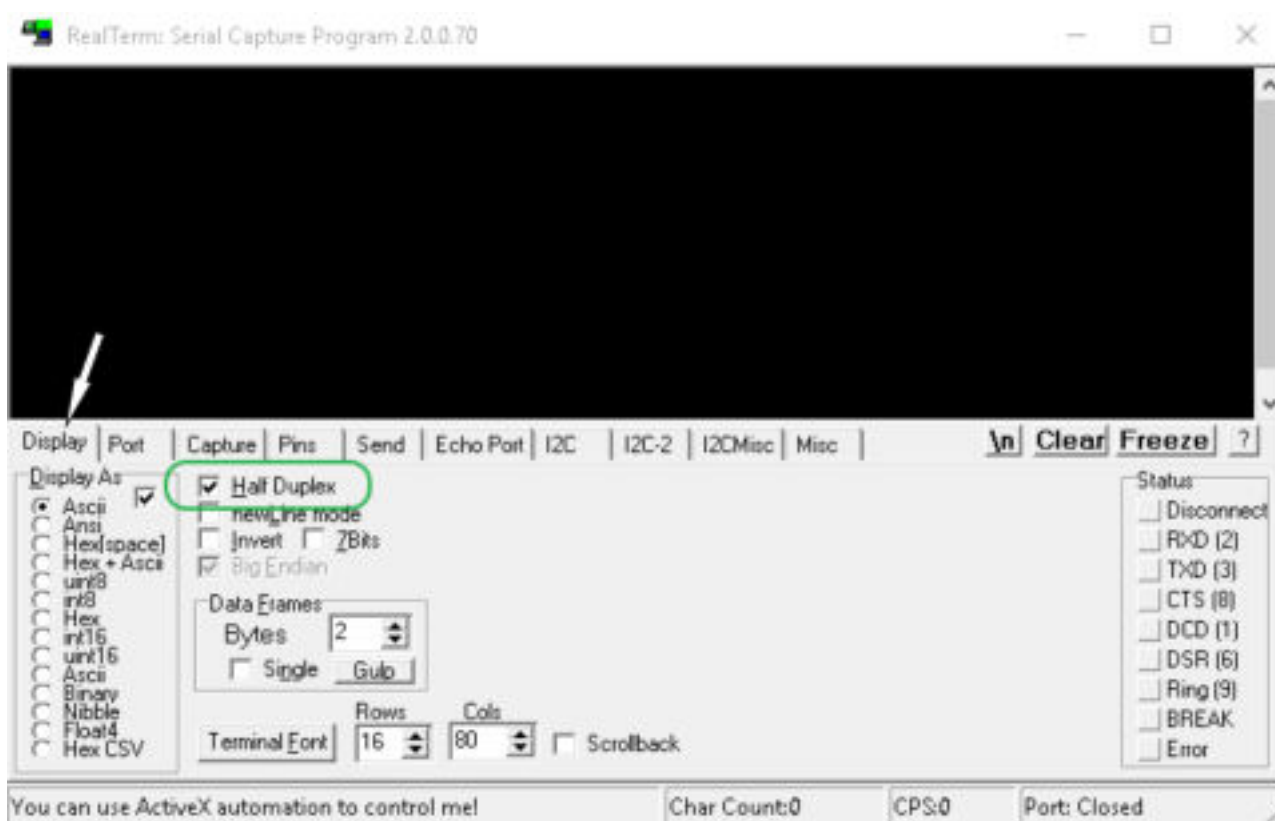 RealTerm: Serial Capture Program 2.0.0.70
Display Port Capture Pins Send Echo Port I2C I2C-2 I2CMisc Misc \n Clear Freeze ?
Display As
Ascii
Ansi
Hex[space]
Hex + Ascii
uint8
int8
Hex
int16
uint16
Ascii
Binary
Nibble
Float4
Hex CSV
Half Duplex
newLine mode
Invert 7Bits
Big Endian
Data Frames
Bytes 2
Single Gulp
Rows Cols
Terminal Font 16 80 Scrollback
Status
Disconnect
RXD (2)
TXD (3)
CTS (8)
DCD (1)
DSR (6)
Ring (9)
BREAK
Error
You can use ActiveX automation to control me! Char Count:0 CPS:0 Port: Closed